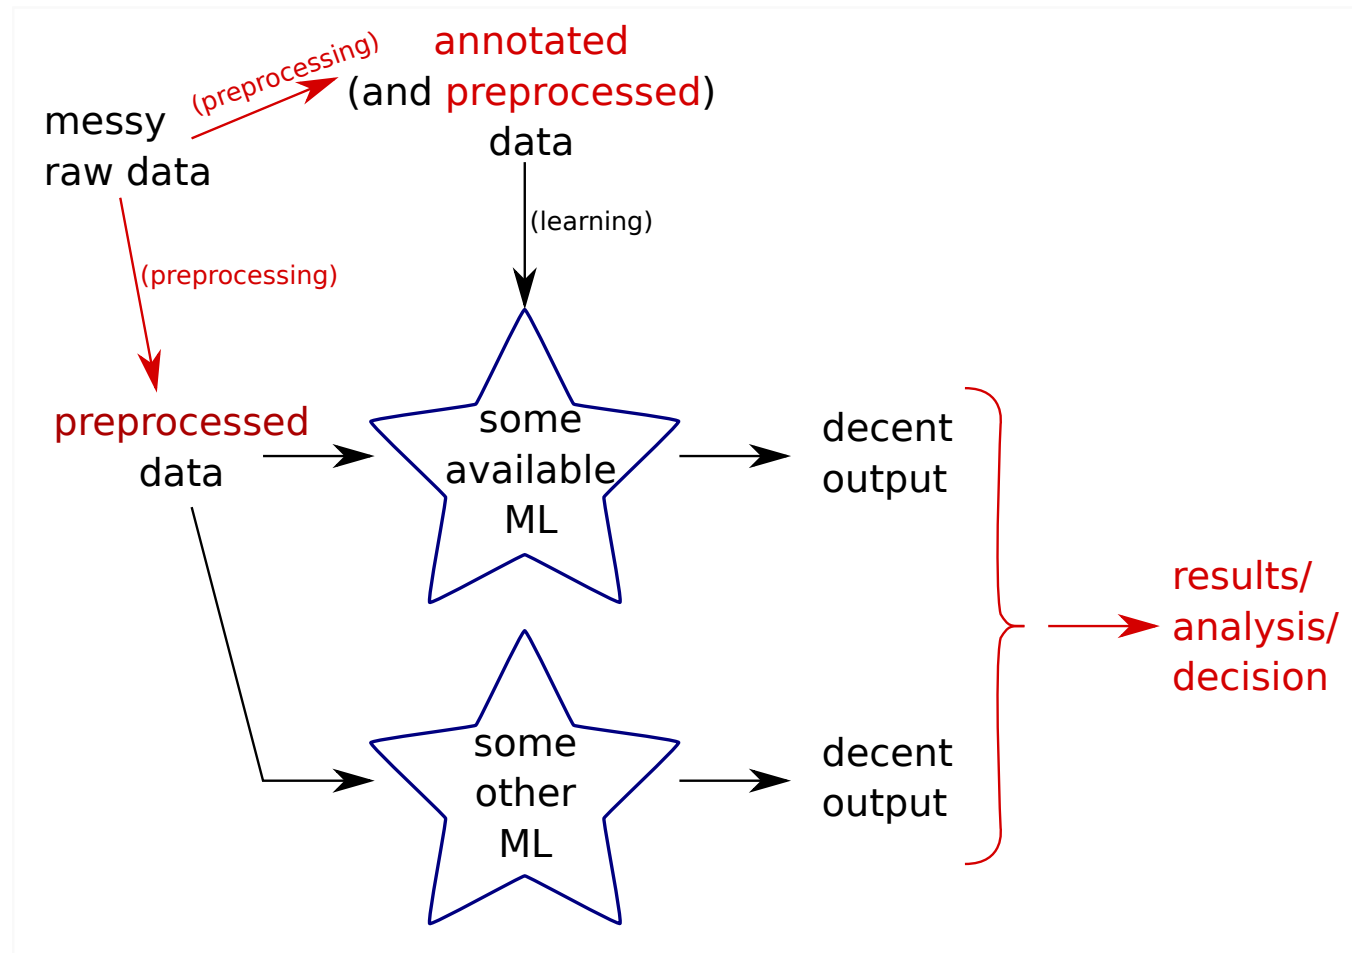 (preprocessing)
annotated
(and preprocessed)
data
messy
raw data
(learning)
(preprocessing)
preprocessed
data
some
available
ML
decent
output
some
other
ML
decent
output
results/
analysis/
decision